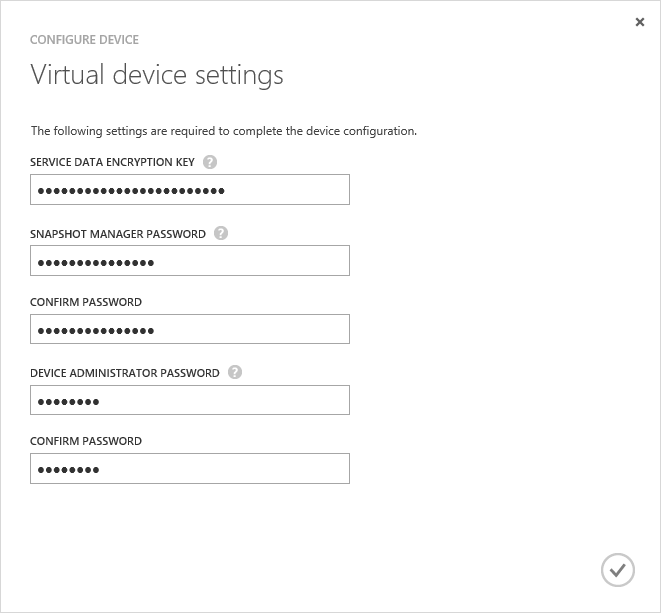 CONFIGURE DEVICE
Virtual device settings
The following settings are required to complete the device configuration.
SERVICE DATA ENCRYPTION KEY ?
●●●●●●●●●●●●●●●●●●●●●●●●
SNAPSHOT MANAGER PASSWORD ?
●●●●●●●●●●●●●●●
CONFIRM PASSWORD
●●●●●●●●●●●●●●●
DEVICE ADMINISTRATOR PASSWORD ?
●●●●●●●●
CONFIRM PASSWORD
●●●●●●●●